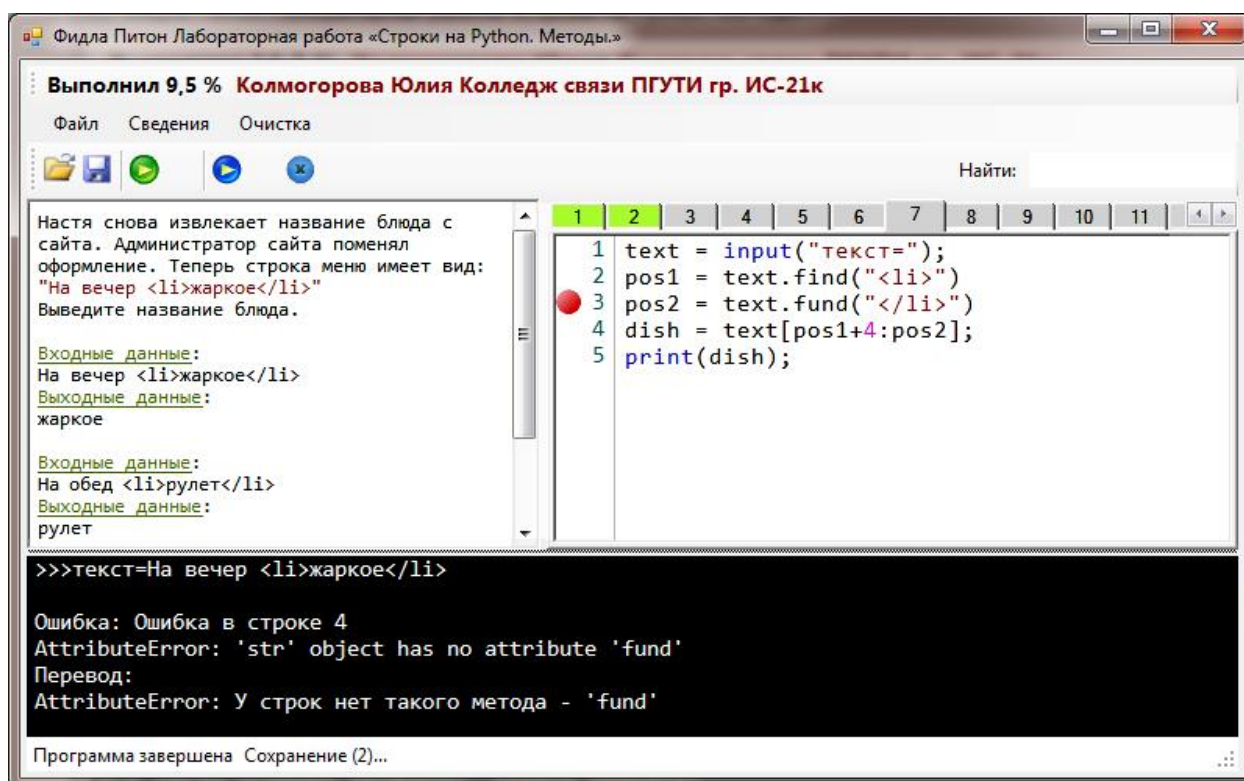 Фидла Питон Лабораторная работа «Строки на Python. Методы.»
Выполнил 9,5 % Колмогорова Юлия Колледж связи ПГУТИ гр. ИС-21к
Файл Сведения Очистка
Найти:
Настя снова извлекает название блюда с
сайта. Администратор сайта поменял
оформление. Теперь строка меню имеет вид:
"На вечер <li>жаркое</li>"
Выведите название блюда.
Входные данные:
На вечер <li>жаркое</li>
Выходные данные:
жаркое
Входные данные:
На обед <li>рулет</li>
Выходные данные:
рулет
1 2 3 4 5 6 7 8 9 10 11
1 text = input("текст=");
2 pos1 = text.find("<li>")
3 pos2 = text.fund("</li>")
4 dish = text[pos1+4:pos2];
5 print(dish);
>>>текст=На вечер <li>жаркое</li>
Ошибка: Ошибка в строке 4
AttributeError: 'str' object has no attribute 'fund'
Перевод:
AttributeError: У строк нет такого метода - 'fund'
Программа завершена Сохранение (2)...